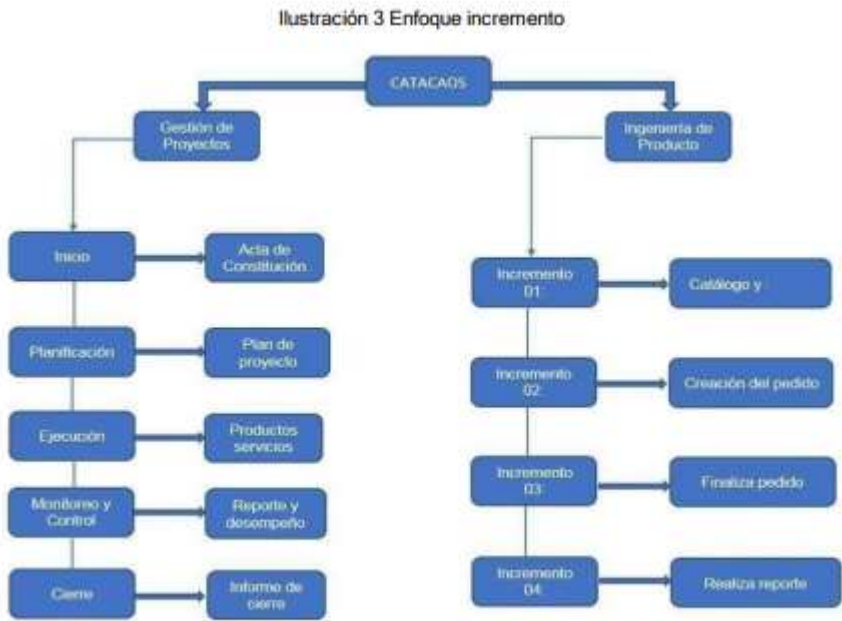 Ilustración 3 Enfoque incremento
CATACAOS
Gestión de
Proyectos
Ingeniería de
Producto
Inicio
Acta de
Constitución
Planificación
Plan de
proyecto
Ejecución
Productos
servicios
Monitoreo y
Control
Reporte y
desempeño
Cierre
Informe de
cierre
Incremento
01:
Catálogo y
Incremento
02:
Creación del pedido
Incremento
03:
Finaliza pedido
Incremento
04:
Realiza reporte